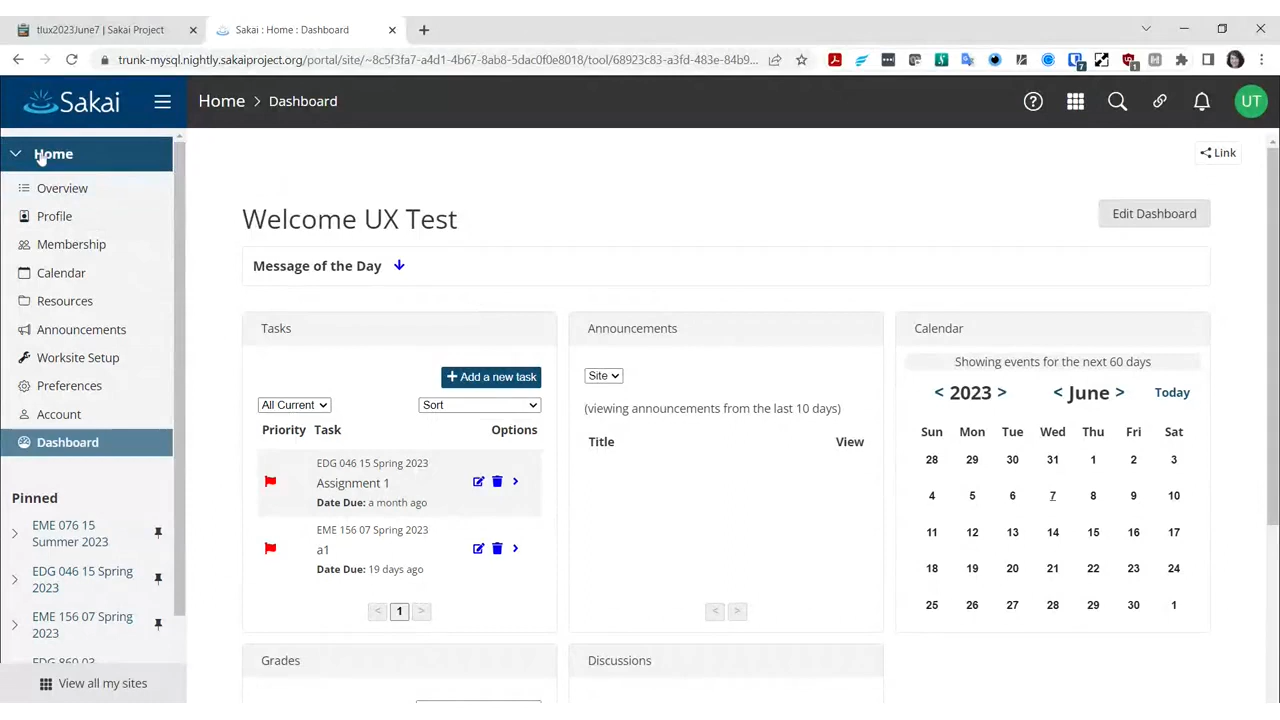 tlux2023June7 | Sakai Project
Sakai : Home : Dashboard
trunk-mysql.nightly.sakaiproject.org/portal/site/~8c5f3fa7-a4f7-4d1-4b67-8ab8-5dac0f0e8018/tool/68923c83-a3fd-483e-84b9...
7
1
Sakai
Home > Dashboard
UT
Home
Link
Overview
Profile
Membership
Calendar
Resources
Announcements
Worksite Setup
Preferences
Account
Dashboard
Pinned
EME 076 15
Summer 2023
EDG 046 15 Spring
2023
EME 156 07 Spring
2023
EDG 860 03
View all my sites
Welcome UX Test
Edit Dashboard
Message of the Day
Tasks
+ Add a new task
All Current
Sort
Priority Task Options
EDG 046 15 Spring 2023
Assignment 1
Date Due: a month ago
EME 156 07 Spring 2023
a1
Date Due: 19 days ago
< 1 >
Announcements
Site
(viewing announcements from the last 10 days)
Title View
< >
Calendar
Showing events for the next 60 days
< 2023 > < June > Today
Sun Mon Tue Wed Thu Fri Sat
28 29 30 31 1 2 3
4 5 6 7 8 9 10
11 12 13 14 15 16 17
18 19 20 21 22 23 24
25 26 27 28 29 30 1
Grades
Discussions